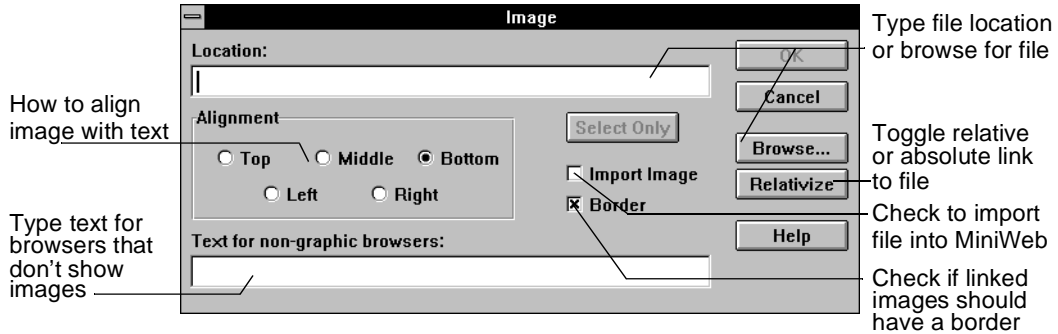 Image
Type file location
or browse for file
Location:
OK
Cancel
How to align
image with text
Alignment
Top
Middle
Bottom
Left
Right
Select Only
Import Image
Border
Browse...
Relativize
Help
Toggle relative
or absolute link
to file
Check to import
file into MiniWeb
Type text for
browsers that
don't show
images
Text for non-graphic browsers:
Check if linked
images should
have a border